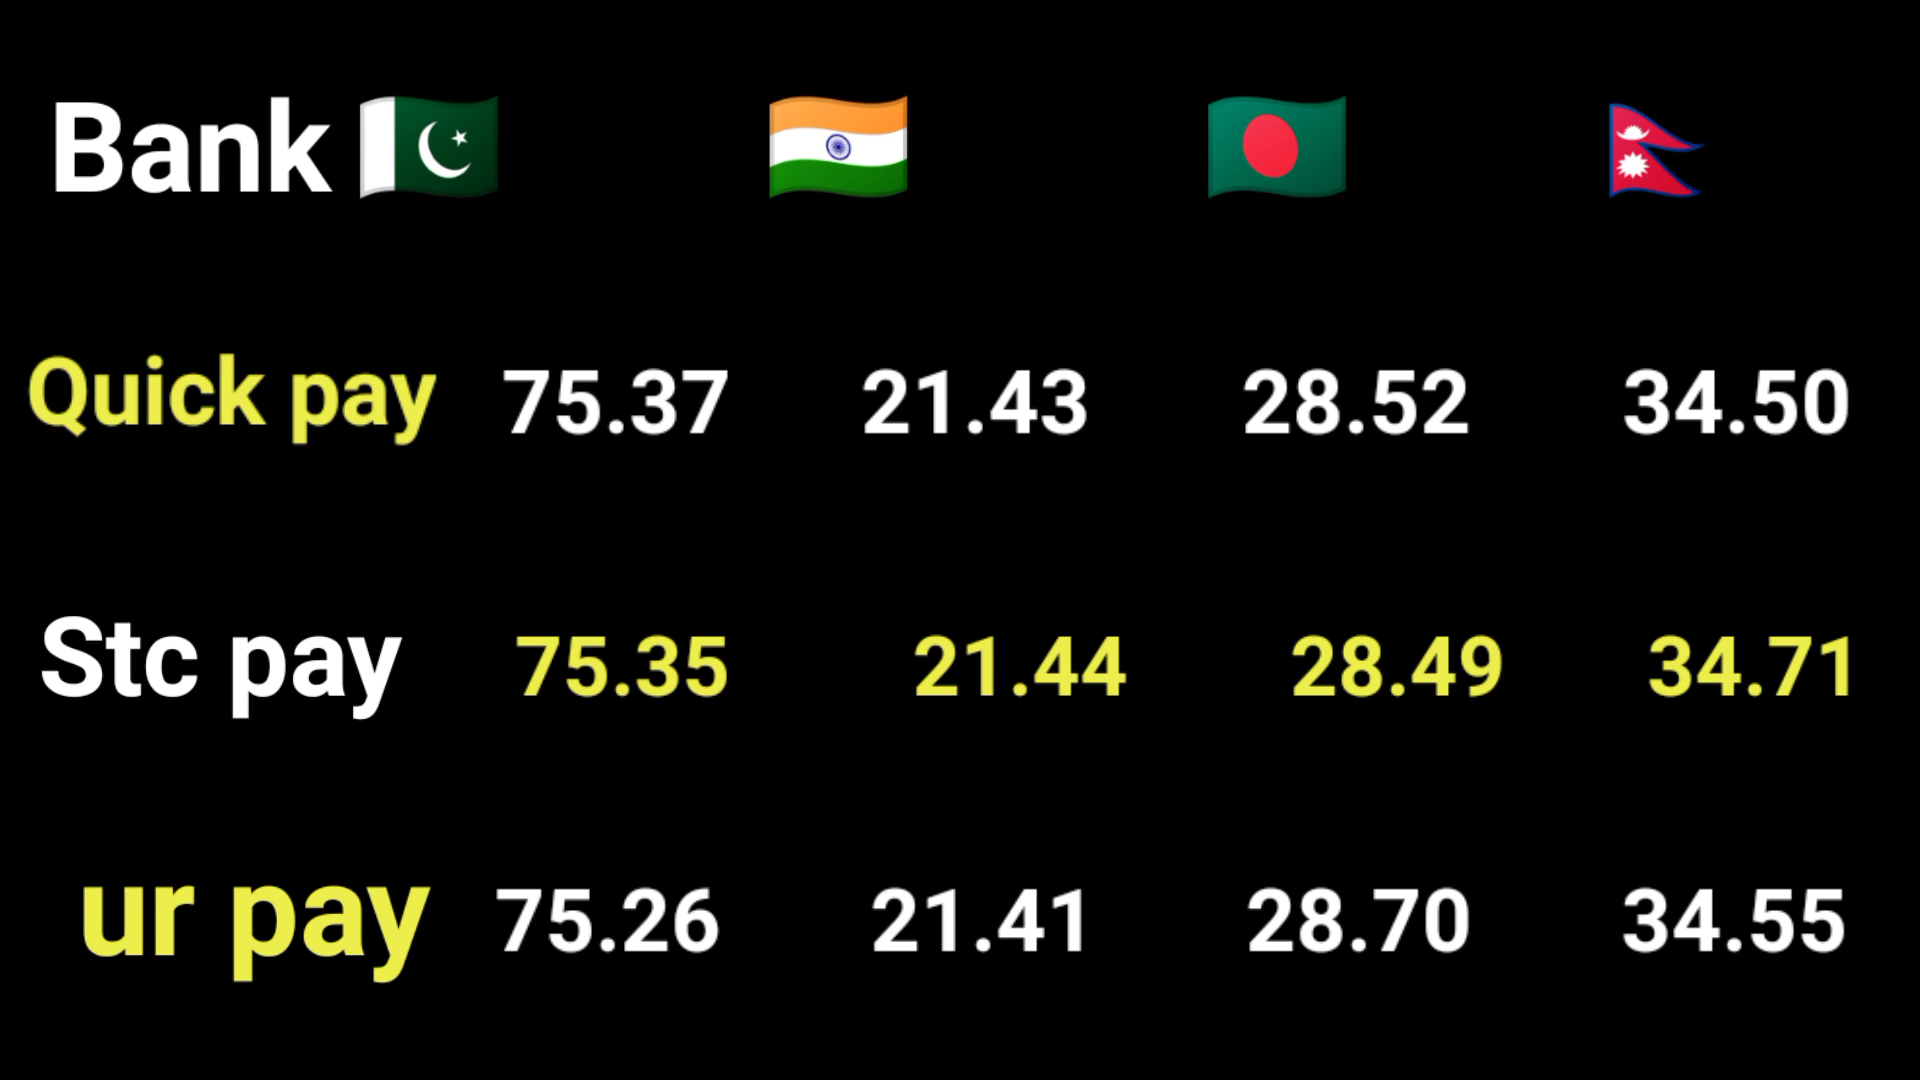 Bank 🇵🇰 🇮🇳 🇧🇩 🇳🇵
Quick pay 75.37 21.43 28.52 34.50
Stc pay 75.35 21.44 28.49 34.71
ur pay 75.26 21.41 28.70 34.55